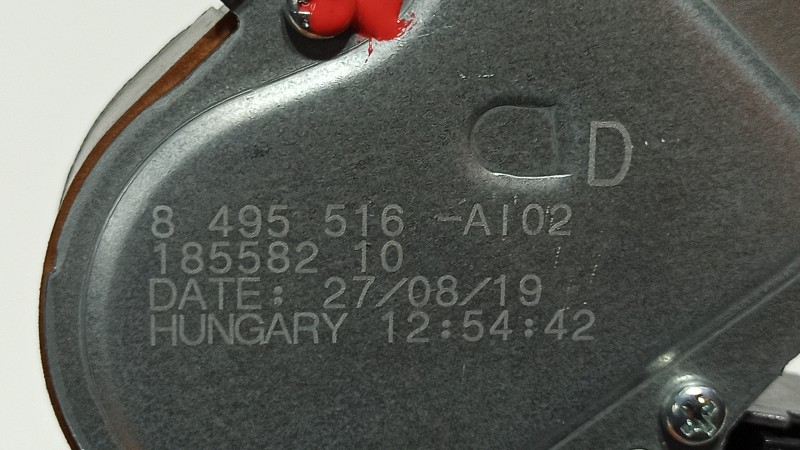 D
8 495 516 -AI02
185582 10
DATE: 27/08/19
HUNGARY 12:54:42